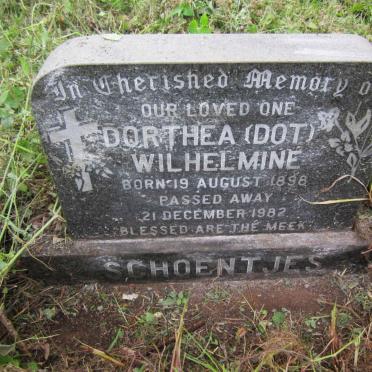 In Cherished Memory o
OUR LOVED ONE
DORTHEA (DOT)
WILHELMINE
BORN 19 AUGUST 1898
PASSED AWAY
21 DECEMBER 1982
BLESSED ARE THE MEEK
SCHOENTJES